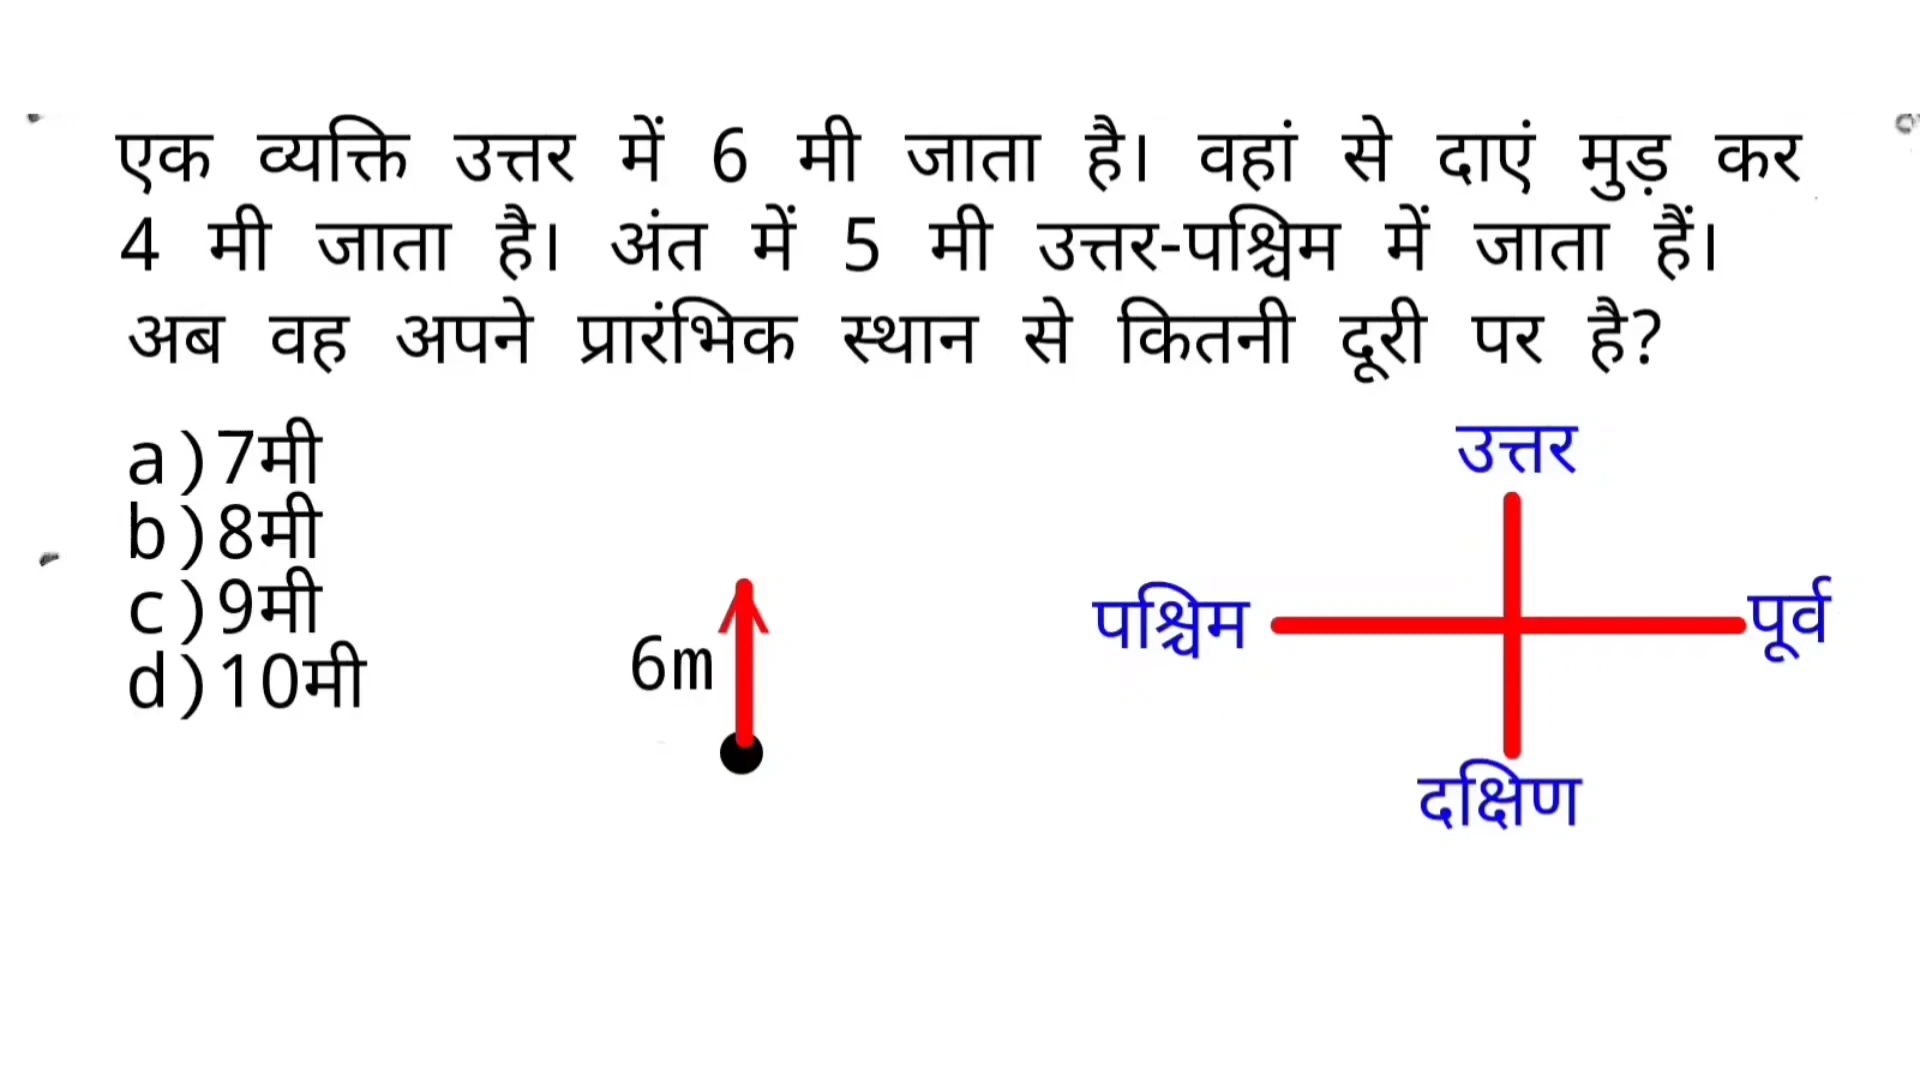 एक व्यक्ति उत्तर में 6 मी जाता है। वहां से दाएं मुड़ कर
4 मी जाता है। अंत में 5 मी उत्तर-पश्चिम में जाता हैं।
अब वह अपने प्रारंभिक स्थान से कितनी दूरी पर है?
a)7मी
b)8मी
c)9मी
d)10मी
6m
उत्तर
पश्चिम
पूर्व
दक्षिण